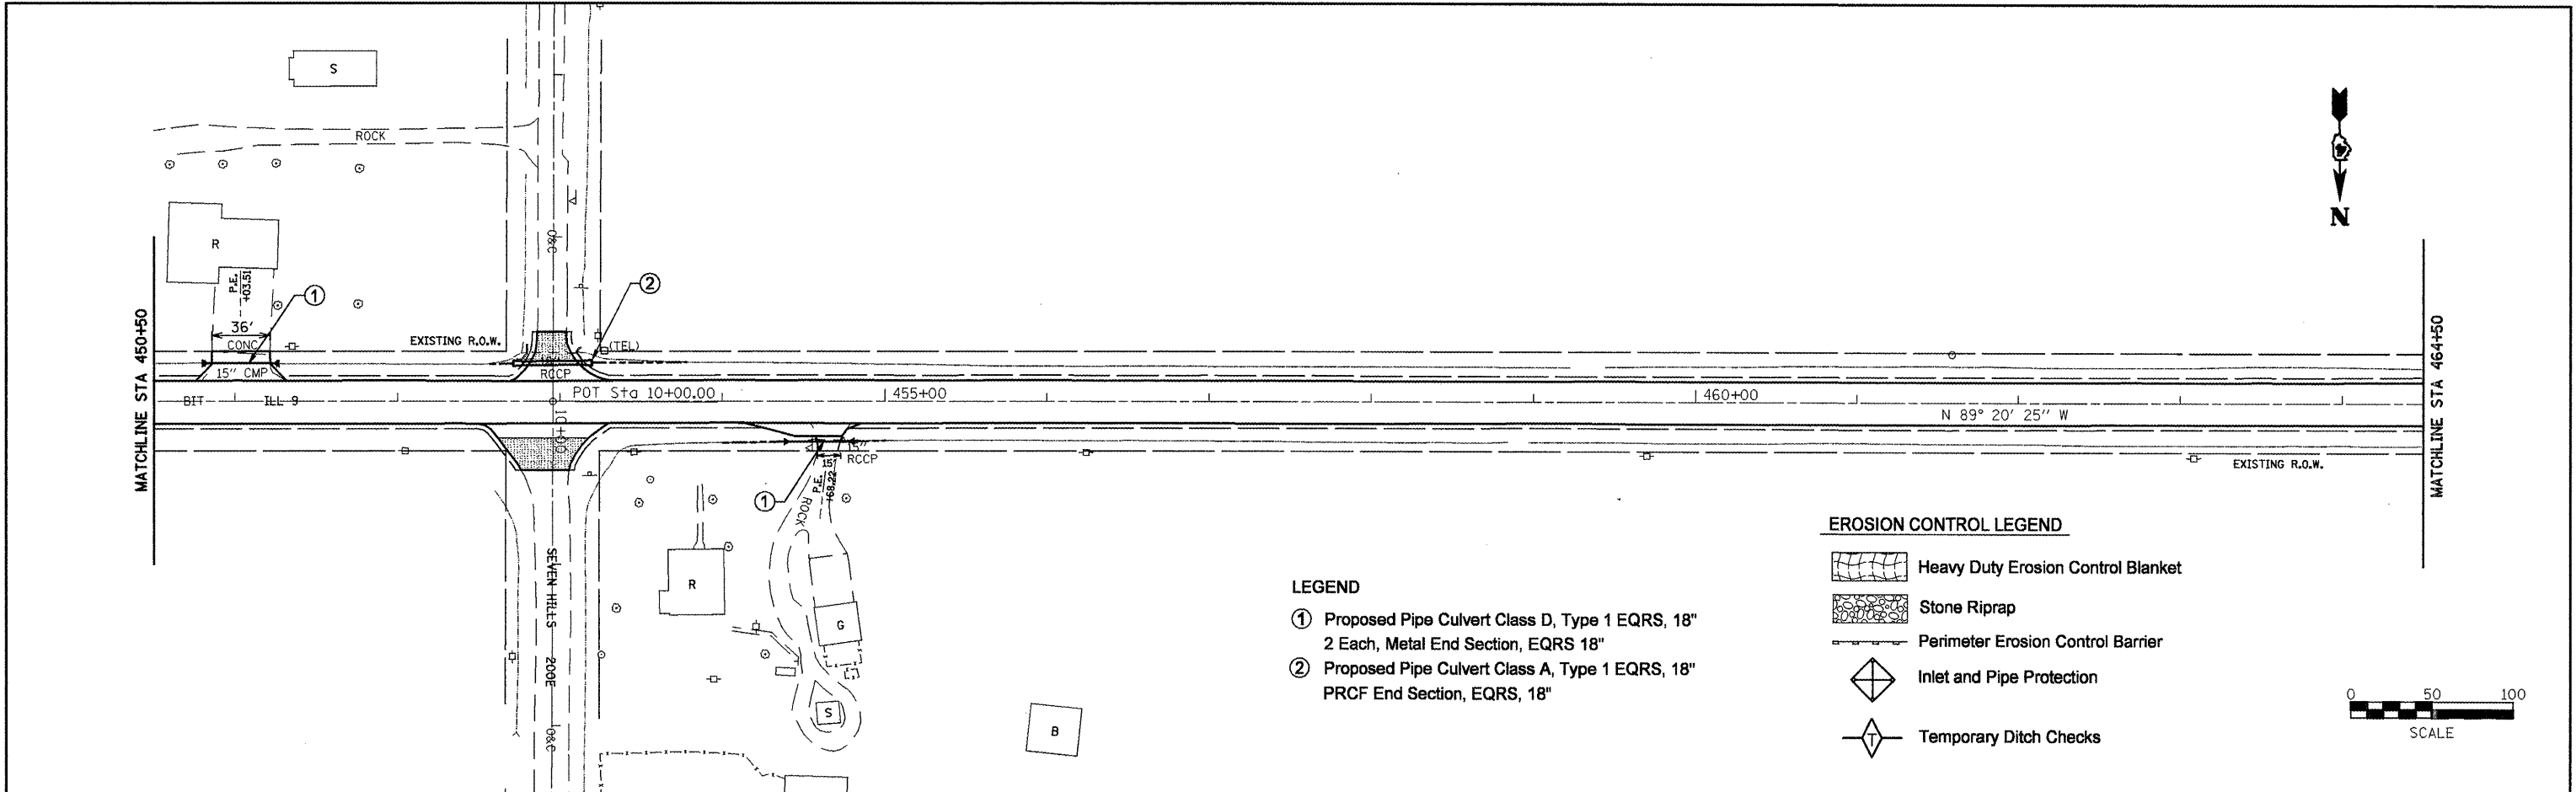 S
ROCK
R
P.E.
+03.51
1
2
36'
CONC
EXISTING R.O.W.
(TEL)
O&C
15" CMP
RCCP
MATCHLINE STA 450+50
BIT
ILL 9
POT Sta 10+00.00
10+00
455+00
460+00
N 89° 20' 25" W
MATCHLINE STA 464+50
N
15'
RCCP
P.E.
+68.22
1
ROCK
EXISTING R.O.W.
SEVEN HILLS
200E
O&C
R
G
S
B
LEGEND
1 Proposed Pipe Culvert Class D, Type 1 EQRS, 18"
2 Each, Metal End Section, EQRS 18"
2 Proposed Pipe Culvert Class A, Type 1 EQRS, 18"
PRCF End Section, EQRS, 18"
EROSION CONTROL LEGEND
Heavy Duty Erosion Control Blanket
Stone Riprap
Perimeter Erosion Control Barrier
Inlet and Pipe Protection
T Temporary Ditch Checks
0 50 100
SCALE